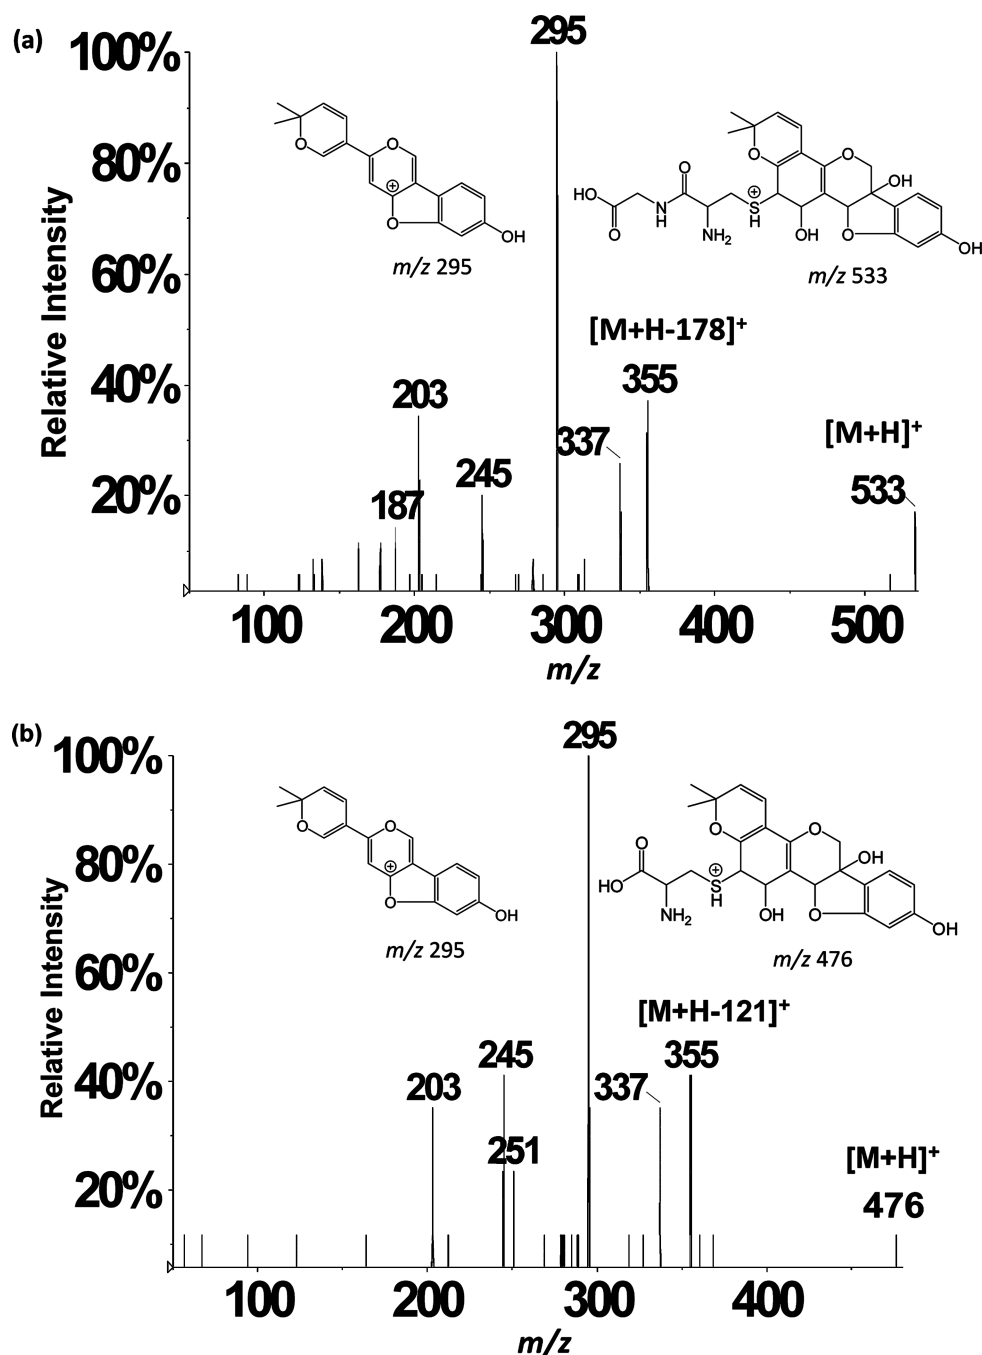 (a)
Relative Intensity
100%
80%
60%
40%
20%
295
O
O
+
O
OH
m/z 295
HO
O
N
H
O
NH2
S
H
+
OH
O
O
OH
O
OH
m/z 533
[M+H-178]+
355
337
[M+H]+
533
203
245
187
100 200 300 400 500
m/z
(b)
Relative Intensity
100%
80%
60%
40%
20%
295
O
O
+
O
OH
m/z 295
O
HO
NH2
S
H
+
OH
O
O
OH
O
OH
m/z 476
[M+H-121]+
355
337
245
203
251
[M+H]+
476
100 200 300 400
m/z